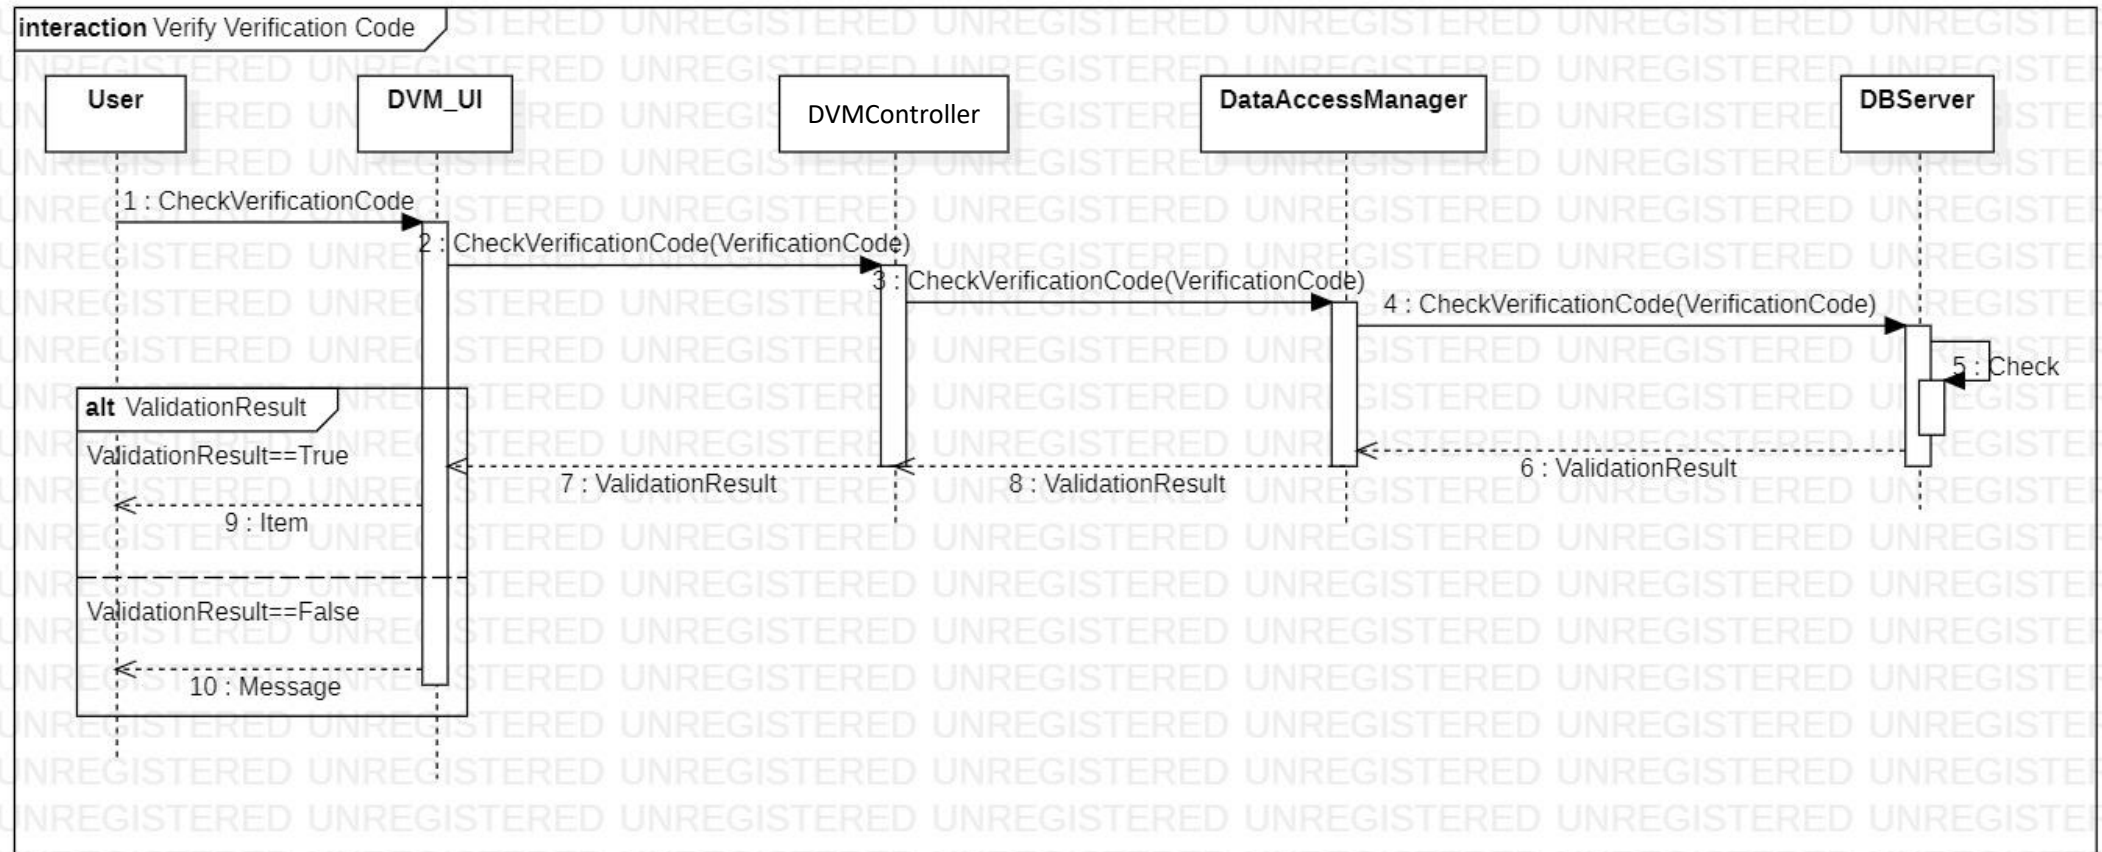 interaction Verify Verification Code
User
DVM_UI
DVMController
DataAccessManager
DBServer
1 : CheckVerificationCode
2 : CheckVerificationCode(VerificationCode)
3 : CheckVerificationCode(VerificationCode)
4 : CheckVerificationCode(VerificationCode)
5 : Check
alt ValidationResult
ValidationResult==True
6 : ValidationResult
7 : ValidationResult
8 : ValidationResult
9 : Item
ValidationResult==False
10 : Message
UNREGISTERED